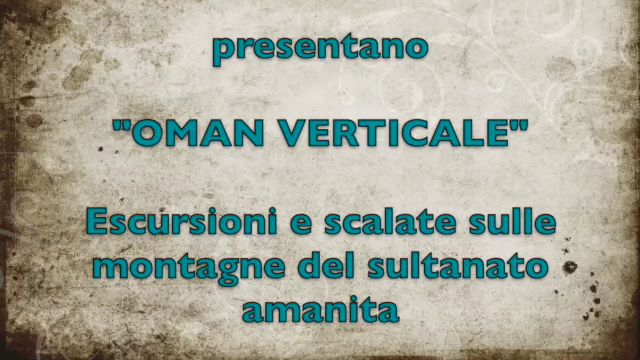 presentano
"OMAN VERTICALE"
Escursioni e scalate sulle
montagne del sultanato
amanita